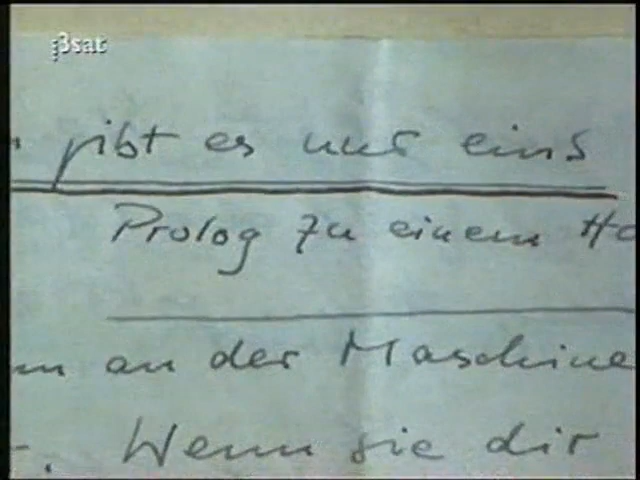 3sat
gibt es nur eins
Prolog zu einem
an der Maschine
Wenn sie dir